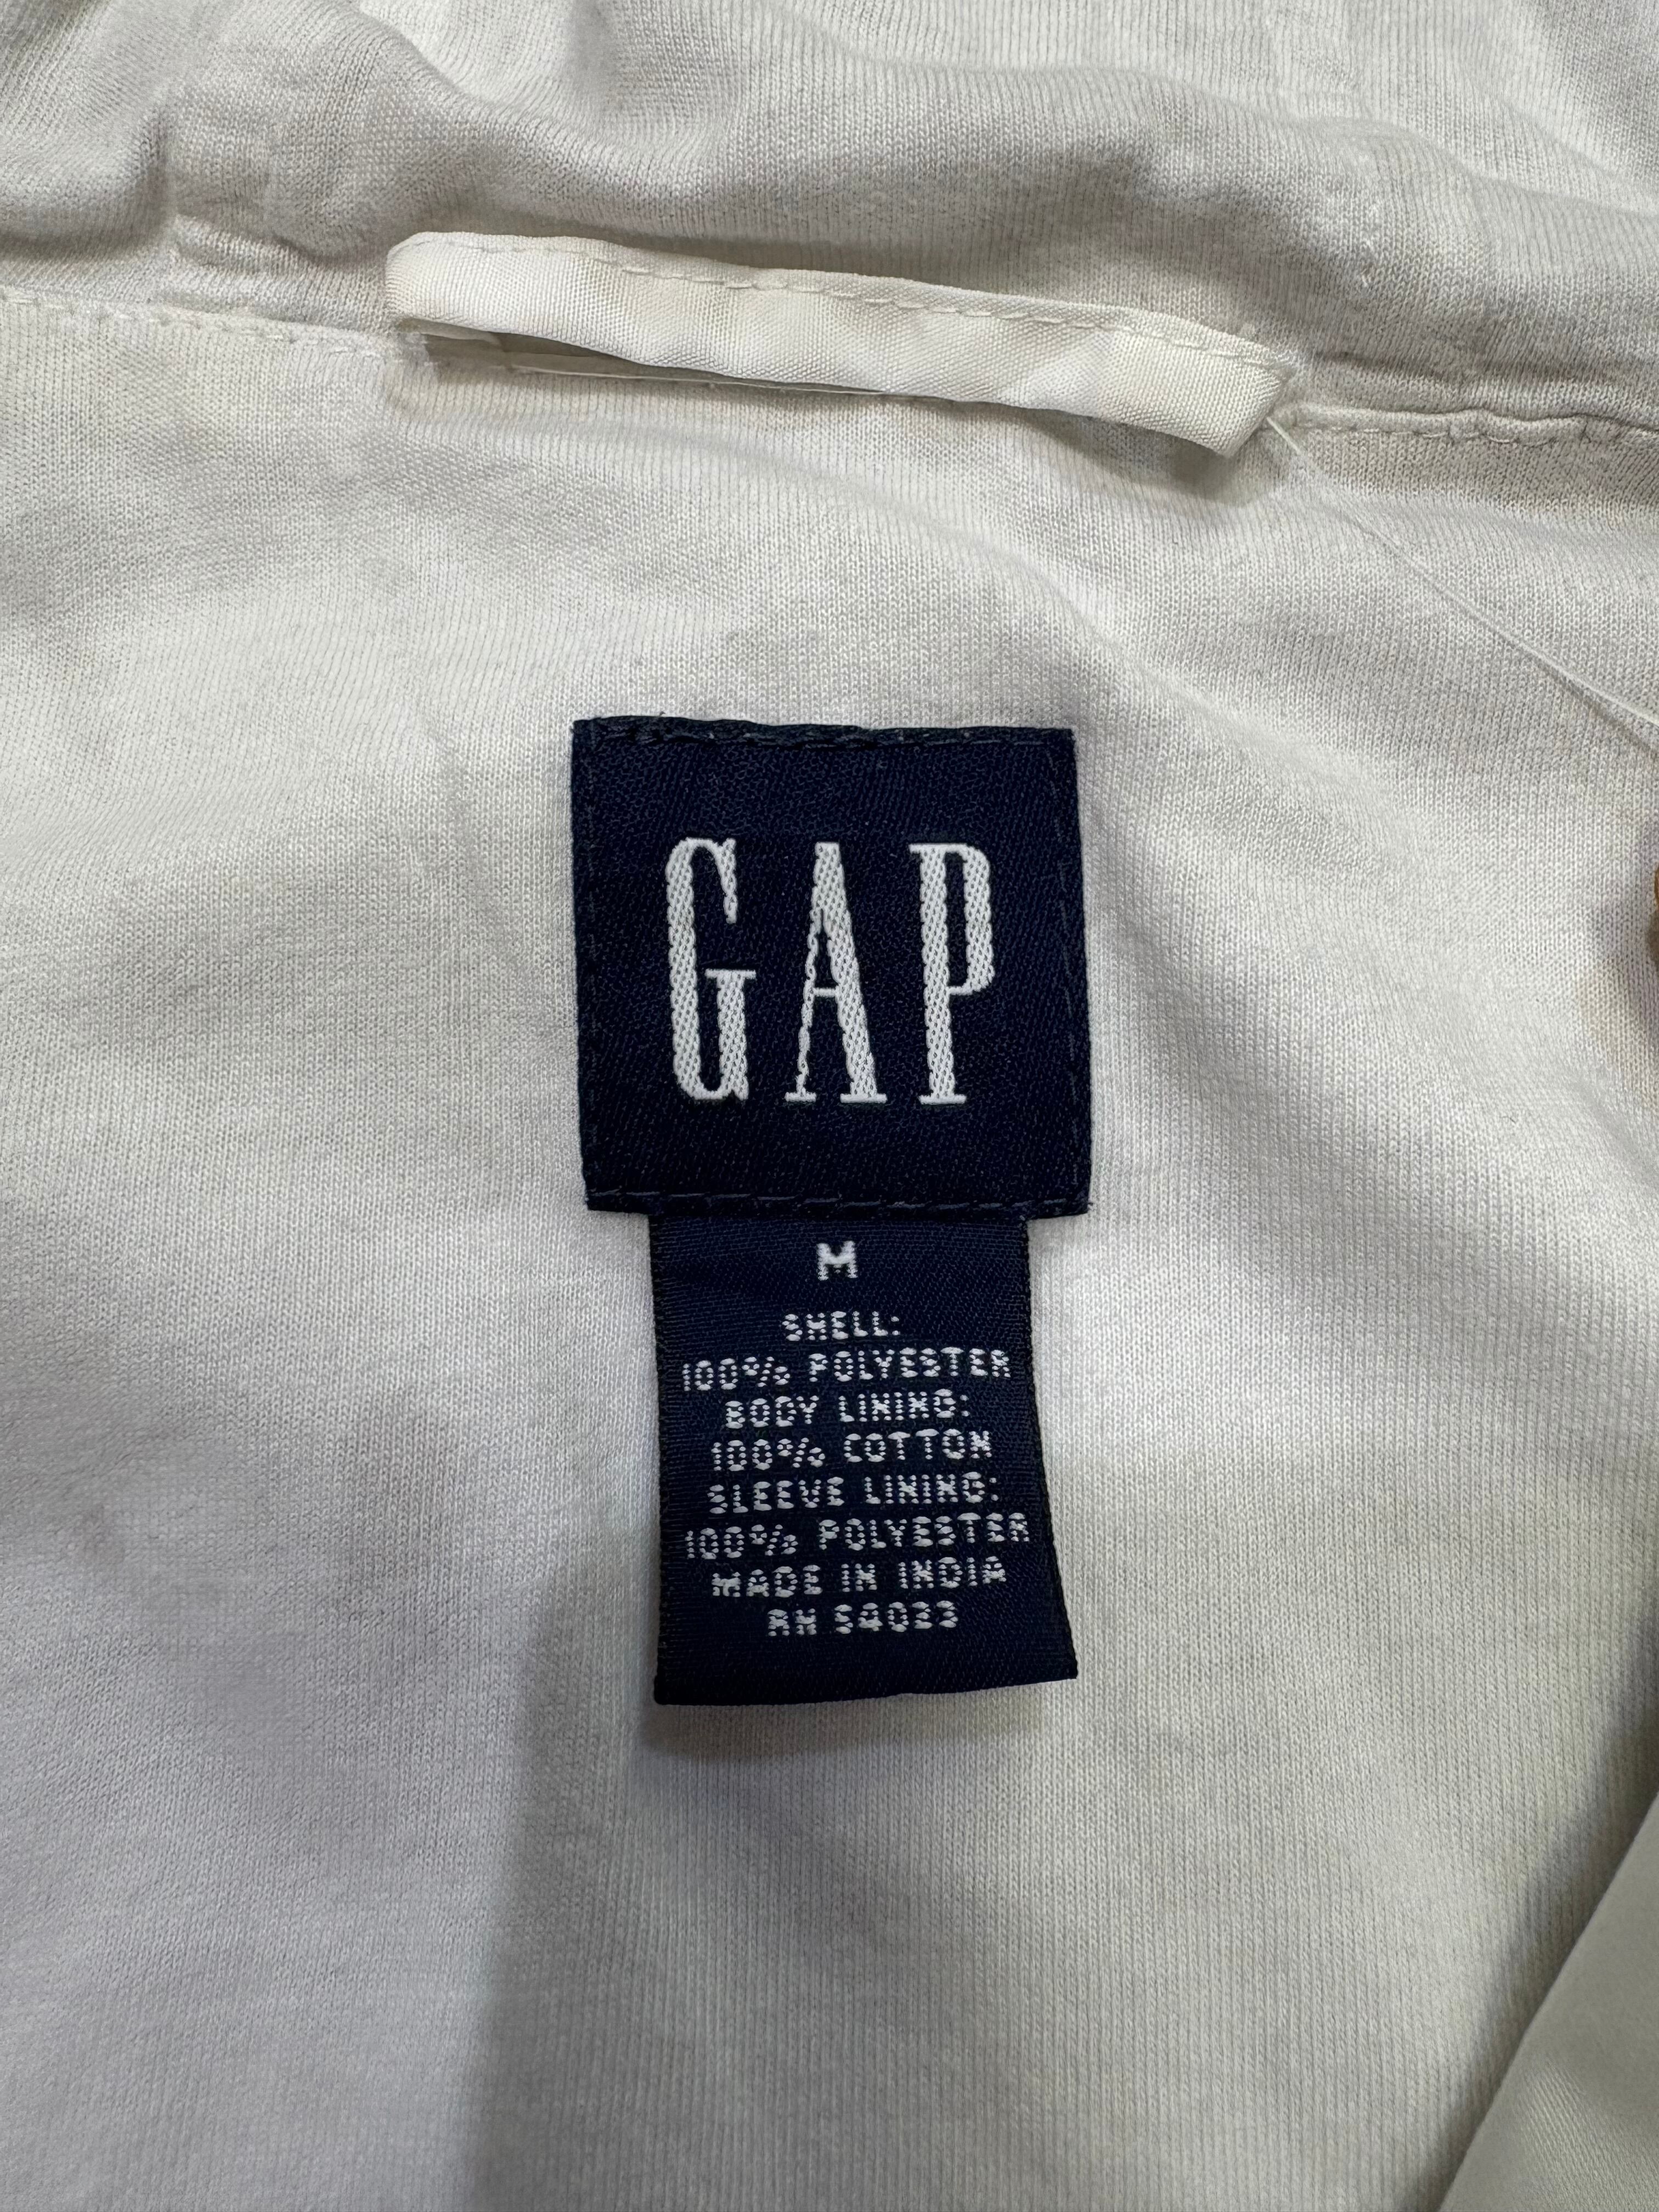 GAP
M
SHELL:
100% POLYESTER
BODY LINING:
100% COTTON
SLEEVE LINING:
100% POLYESTER
MADE IN INDIA
RN 54023